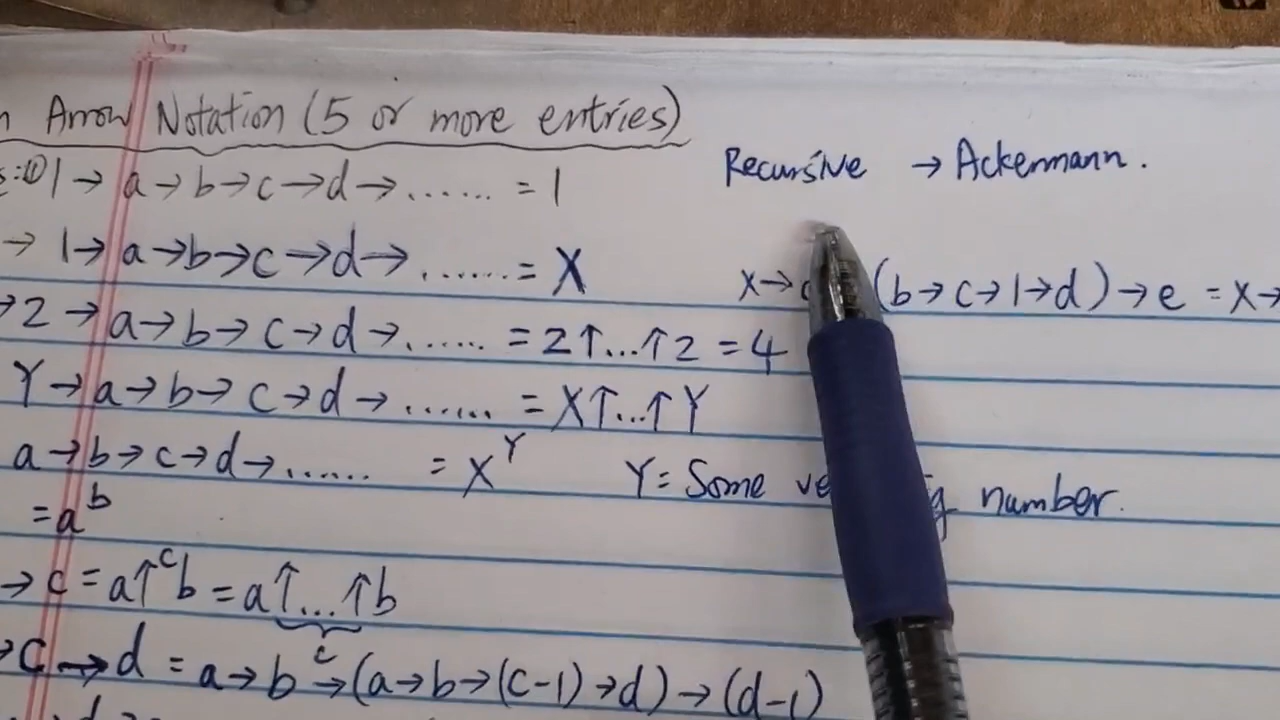 Arrow Notation (5 or more entries)
Recursive → Ackermann.
1 → a → b → c → d → ...... = 1
→ 1 → a → b → c → d → ...... = X
X → (b → c → 1 → d) → e = X →
→ 2 → a → b → c → d → ...... = 2↑...↑2 = 4
Y → a → b → c → d → ...... = X↑...↑Y
a → b → c → d → ...... = X^Y
Y = Some number.
= a^b
→ c = a↑^c b = a↑...↑b
c
→ c → d = a → b → (a → b → (c-1) → d) → (d-1)